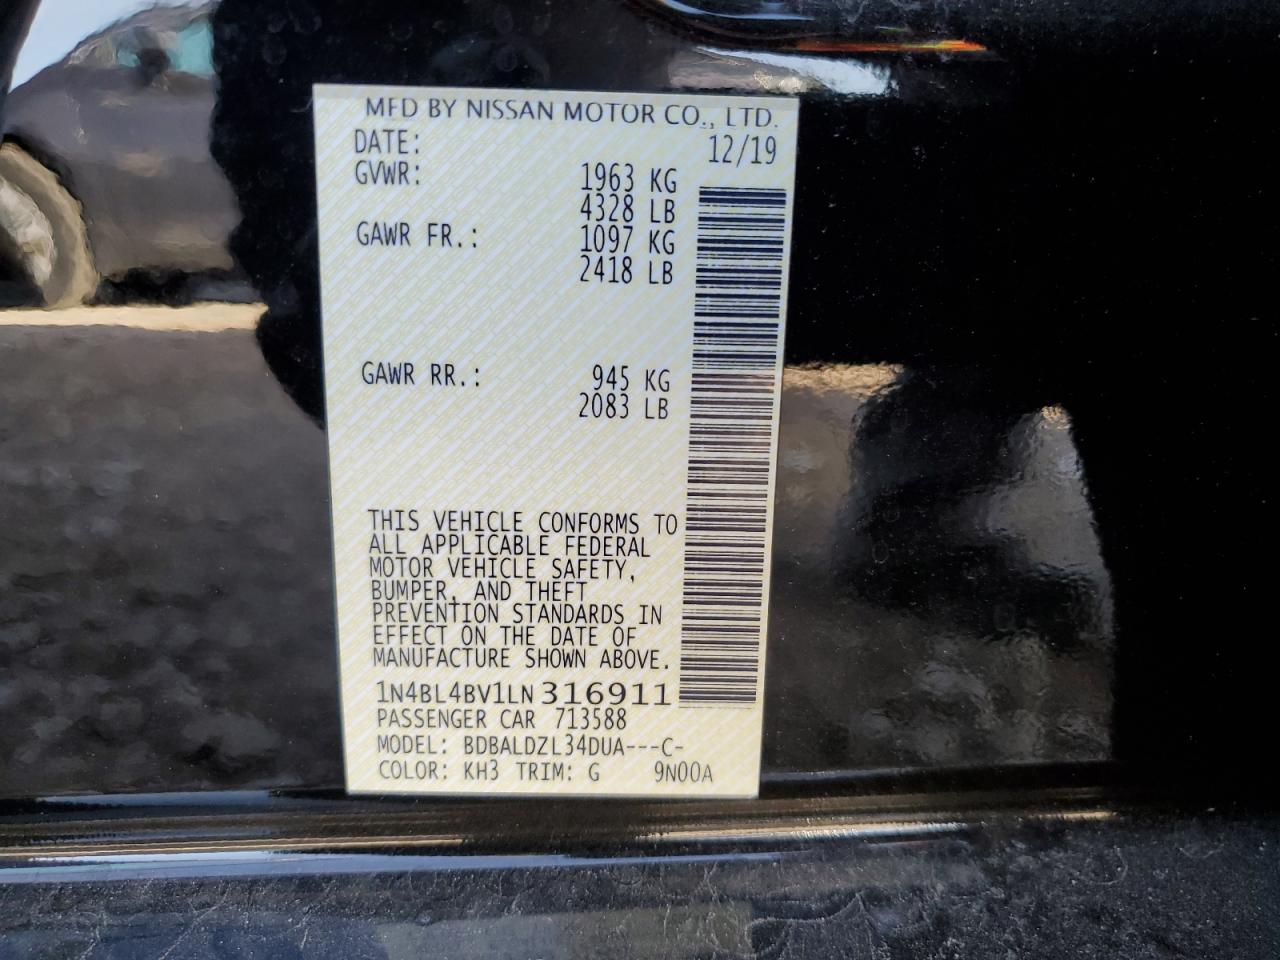 MFD BY NISSAN MOTOR CO., LTD.
DATE: 12/19
GVWR: 1963 KG
4328 LB
GAWR FR.: 1097 KG
2418 LB
GAWR RR.: 945 KG
2083 LB
THIS VEHICLE CONFORMS TO
ALL APPLICABLE FEDERAL
MOTOR VEHICLE SAFETY,
BUMPER, AND THEFT
PREVENTION STANDARDS IN
EFFECT ON THE DATE OF
MANUFACTURE SHOWN ABOVE.
1N4BL4BV1LN316911
PASSENGER CAR 713588
MODEL: BDBALDZL34DUA---C-
COLOR: KH3 TRIM: G 9N00A